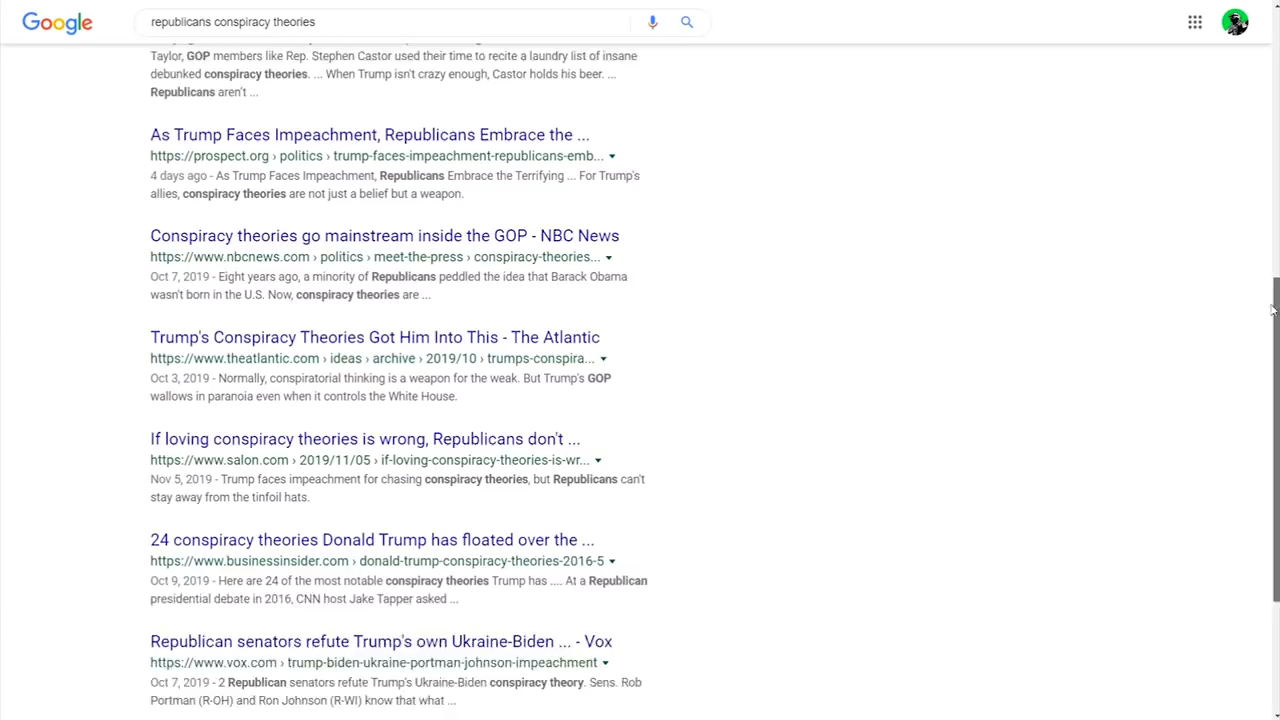 Google
republicans conspiracy theories
Taylor, GOP members like Rep. Stephen Castor used their time to recite a laundry list of insane
debunked conspiracy theories. ... When Trump isn't crazy enough, Castor holds his beer. ...
Republicans aren't ...
As Trump Faces Impeachment, Republicans Embrace the ...
https://prospect.org › politics › trump-faces-impeachment-republicans-emb...
4 days ago - As Trump Faces Impeachment, Republicans Embrace the Terrifying ... For Trump's
allies, conspiracy theories are not just a belief but a weapon.
Conspiracy theories go mainstream inside the GOP - NBC News
https://www.nbcnews.com › politics › meet-the-press › conspiracy-theories...
Oct 7, 2019 - Eight years ago, a minority of Republicans peddled the idea that Barack Obama
wasn't born in the U.S. Now, conspiracy theories are ...
Trump's Conspiracy Theories Got Him Into This - The Atlantic
https://www.theatlantic.com › ideas › archive › 2019/10 › trumps-conspira...
Oct 3, 2019 - Normally, conspiratorial thinking is a weapon for the weak. But Trump's GOP
wallows in paranoia even when it controls the White House.
If loving conspiracy theories is wrong, Republicans don't ...
https://www.salon.com › 2019/11/05 › if-loving-conspiracy-theories-is-wr...
Nov 5, 2019 - Trump faces impeachment for chasing conspiracy theories, but Republicans can't
stay away from the tinfoil hats.
24 conspiracy theories Donald Trump has floated over the ...
https://www.businessinsider.com › donald-trump-conspiracy-theories-2016-5
Oct 9, 2019 - Here are 24 of the most notable conspiracy theories Trump has .... At a Republican
presidential debate in 2016, CNN host Jake Tapper asked ...
Republican senators refute Trump's own Ukraine-Biden ... - Vox
https://www.vox.com › trump-biden-ukraine-portman-johnson-impeachment
Oct 7, 2019 - 2 Republican senators refute Trump's Ukraine-Biden conspiracy theory. Sens. Rob
Portman (R-OH) and Ron Johnson (R-WI) know that what ...